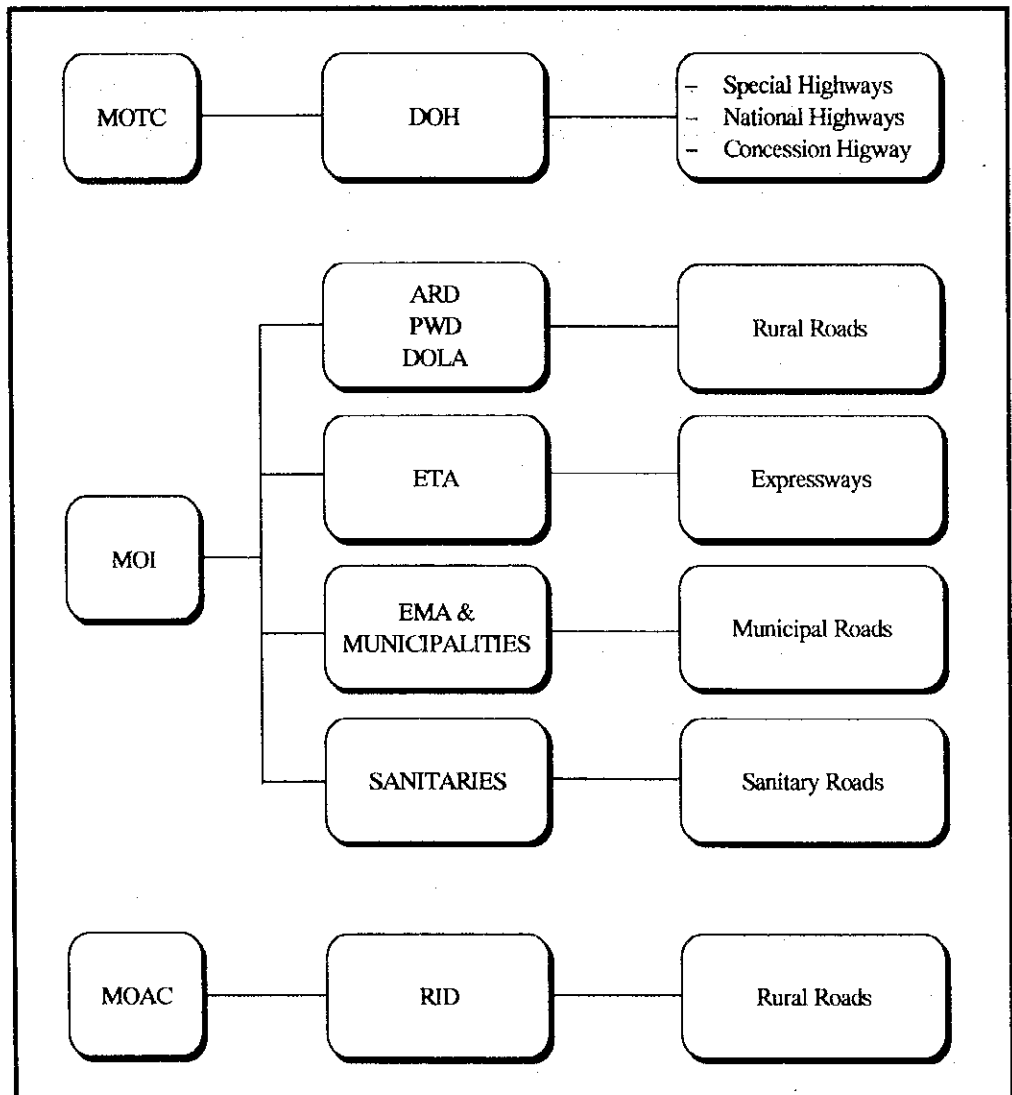 MOTC
DOH
– Special Highways
– National Highways
– Concession Higway
MOI
ARD
PWD
DOLA
Rural Roads
ETA
Expressways
EMA &
MUNICIPALITIES
Municipal Roads
SANITARIES
Sanitary Roads
MOAC
RID
Rural Roads